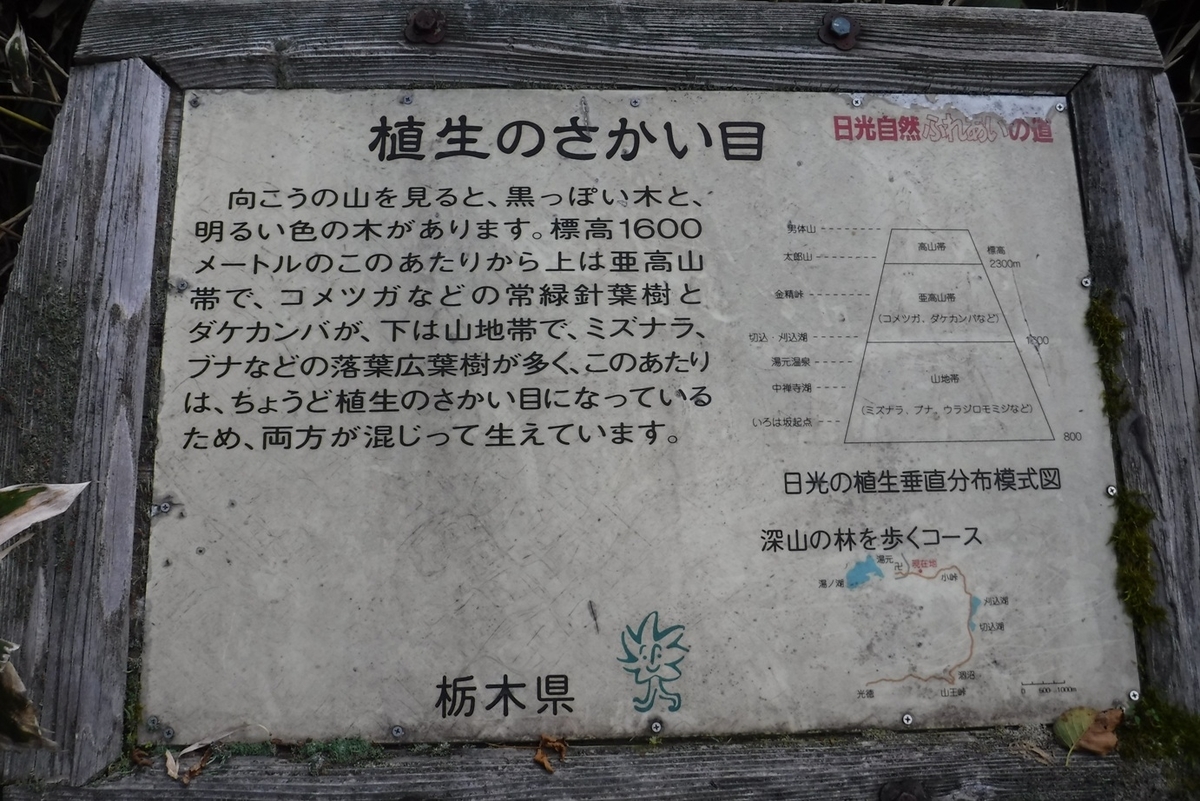 植生のさかい目
日光自然ふれあいの道
向こうの山を見ると、黒っぽい木と、
明るい色の木があります。標高1600
メートルのこのあたりから上は亜高山
帯で、コメツガなどの常緑針葉樹と
ダケカンバが、下は山地帯で、ミズナラ、
ブナなどの落葉広葉樹が多く、このあたり
は、ちょうど植生のさかい目になっている
ため、両方が混じって生えています。
男体山
高山帯
標高
太郎山
2300m
金精峠
亜高山帯
(コメツガ、ダケカンバなど)
切込・刈込湖
湯元温泉
山地帯
中禅寺湖
(ミズナラ、ブナ、ウラジロモミジなど)
いろは坂起点
800
日光の植生垂直分布模式図
深山の林を歩くコース
湯元
現在地
湯ノ湖
小峠
刈込湖
切込湖
涸沼
光徳
山王峠
0 500 1000m
栃木県